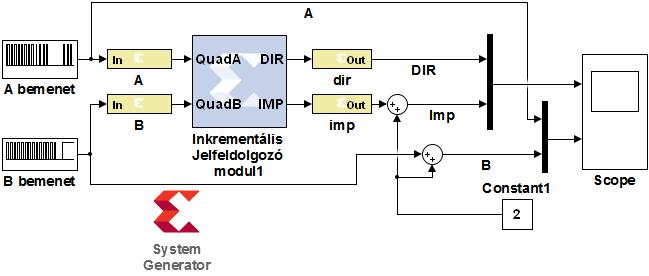 A
In
QuadA
DIR
Out
DIR
A bemenet
A
dir
In
QuadB
IMP
Out
Imp
B
imp
Inkrementális
Jelfeldolgozó
modul1
B bemenet
B
Constant1
Scope
2
System
Generator